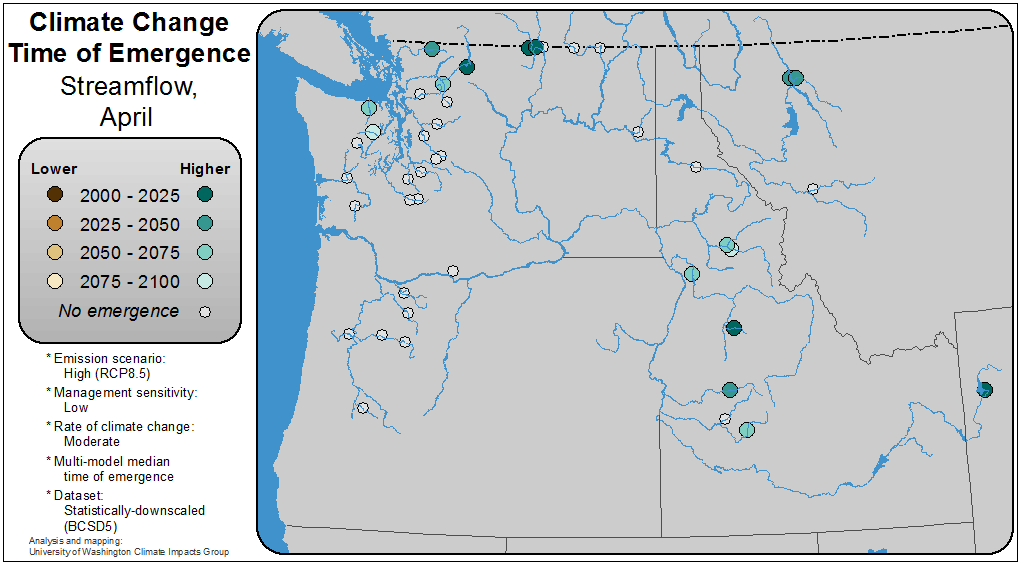 Climate Change
Time of Emergence
Streamflow,
April
Lower Higher
2000 - 2025
2025 - 2050
2050 - 2075
2075 - 2100
No emergence
* Emission scenario:
High (RCP8.5)
* Management sensitivity:
Low
* Rate of climate change:
Moderate
* Multi-model median
time of emergence
* Dataset:
Statistically-downscaled
(BCSD5)
Analysis and mapping:
University of Washington Climate Impacts Group